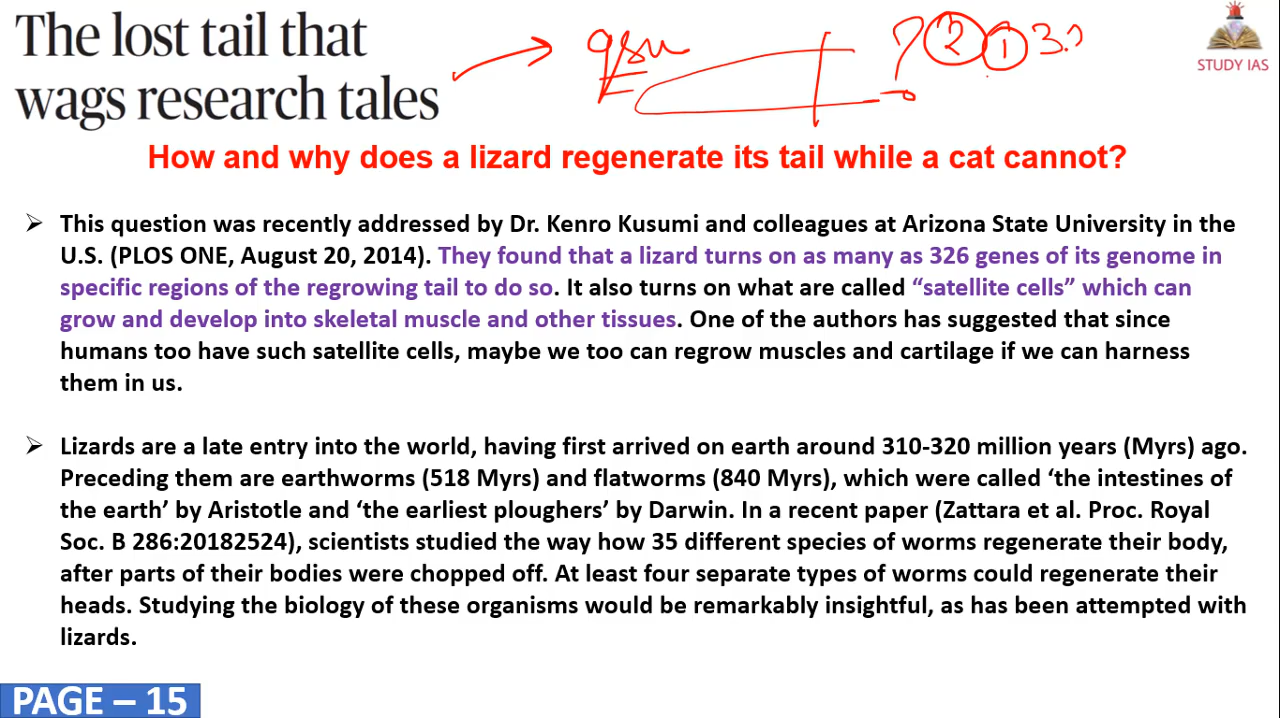 The lost tail that
wags research tales
2 1 3
STUDY IAS
How and why does a lizard regenerate its tail while a cat cannot?
➢ This question was recently addressed by Dr. Kenro Kusumi and colleagues at Arizona State University in the
U.S. (PLOS ONE, August 20, 2014). They found that a lizard turns on as many as 326 genes of its genome in
specific regions of the regrowing tail to do so. It also turns on what are called “satellite cells” which can
grow and develop into skeletal muscle and other tissues. One of the authors has suggested that since
humans too have such satellite cells, maybe we too can regrow muscles and cartilage if we can harness
them in us.
➢ Lizards are a late entry into the world, having first arrived on earth around 310-320 million years (Myrs) ago.
Preceding them are earthworms (518 Myrs) and flatworms (840 Myrs), which were called ‘the intestines of
the earth’ by Aristotle and ‘the earliest ploughers’ by Darwin. In a recent paper (Zattara et al. Proc. Royal
Soc. B 286:20182524), scientists studied the way how 35 different species of worms regenerate their body,
after parts of their bodies were chopped off. At least four separate types of worms could regenerate their
heads. Studying the biology of these organisms would be remarkably insightful, as has been attempted with
lizards.
PAGE – 15